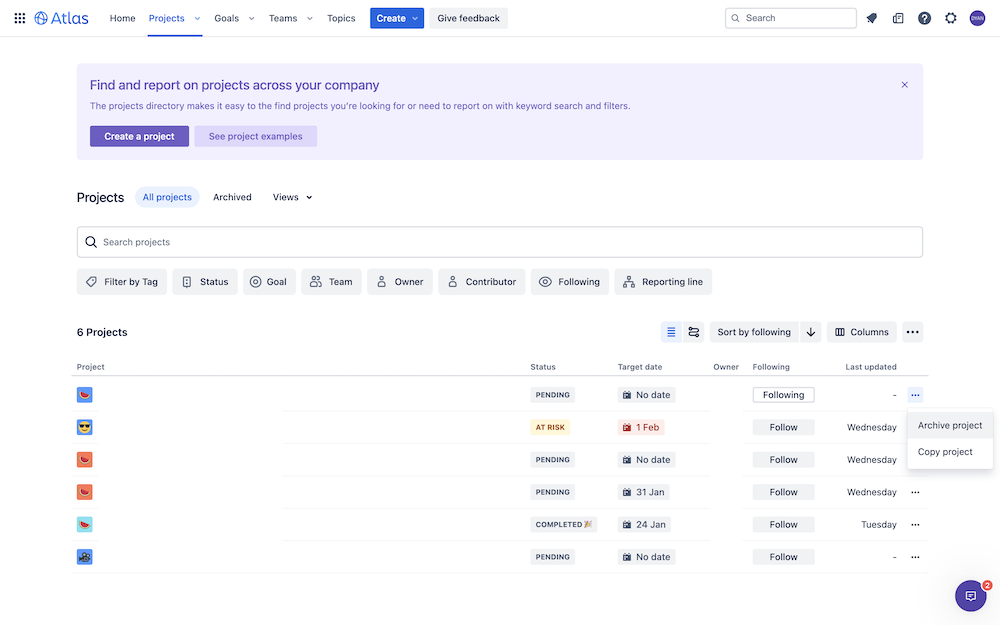 Atlas Home Projects Goals Teams Topics Create Give feedback Search DYAN
Find and report on projects across your company
The projects directory makes it easy to the find projects you're looking for or need to report on with keyword search and filters.
Create a project See project examples
Projects All projects Archived Views
Search projects
Filter by Tag Status Goal Team Owner Contributor Following Reporting line
6 Projects Sort by following Columns
Project Status Target date Owner Following Last updated
PENDING No date Following -
AT RISK 1 Feb Follow Wednesday
Archive project
Copy project
PENDING No date Follow Wednesday
PENDING 31 Jan Follow Wednesday
COMPLETED 24 Jan Follow Tuesday
PENDING No date Follow -
2